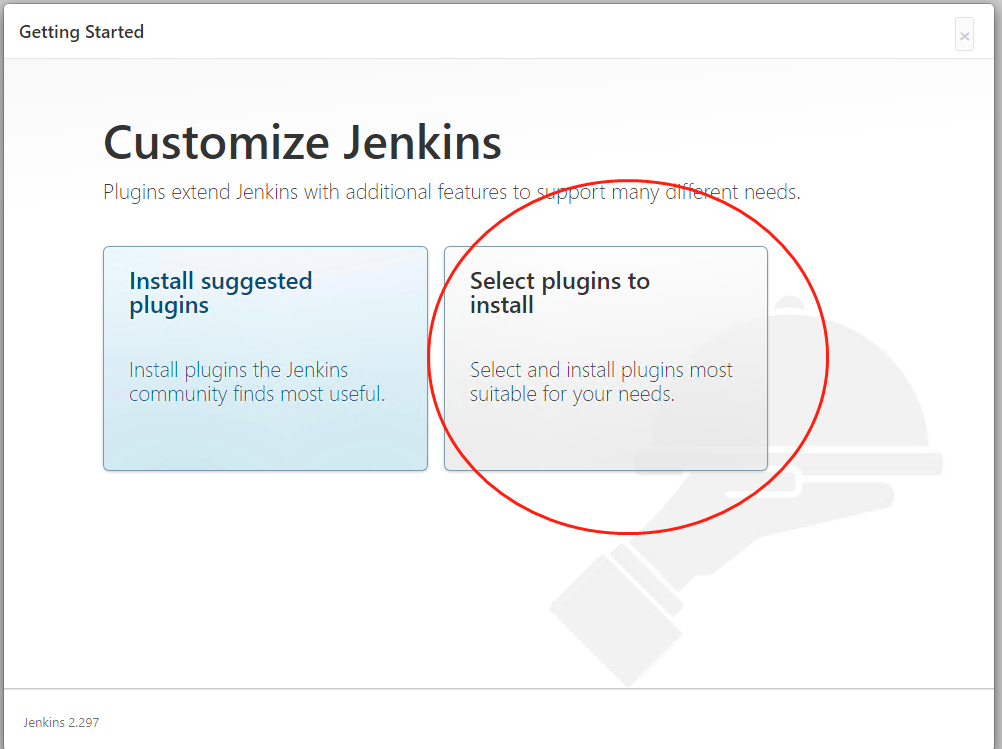 Getting Started
×
Customize Jenkins
Plugins extend Jenkins with additional features to support many different needs.
Install suggested
plugins
Install plugins the Jenkins
community finds most useful.
Select plugins to
install
Select and install plugins most
suitable for your needs.
Jenkins 2.297